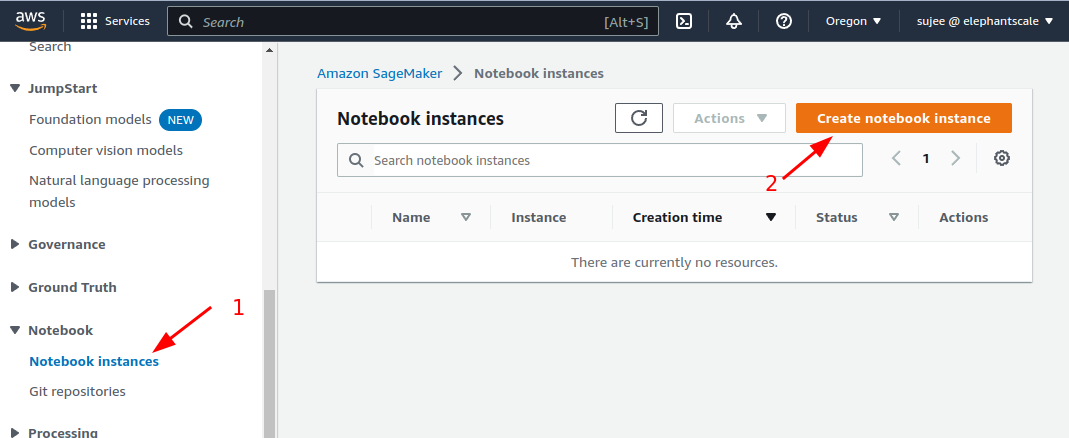 aws Services Search [Alt+S] Oregon sujee @ elephantscale
Search
JumpStart
Foundation models NEW
Computer vision models
Natural language processing
models
Governance
Ground Truth
1
Notebook
Notebook instances
Git repositories
Processing
Amazon SageMaker Notebook instances
Notebook instances Actions Create notebook instance
Search notebook instances 1
2
Name Instance Creation time Status Actions
There are currently no resources.